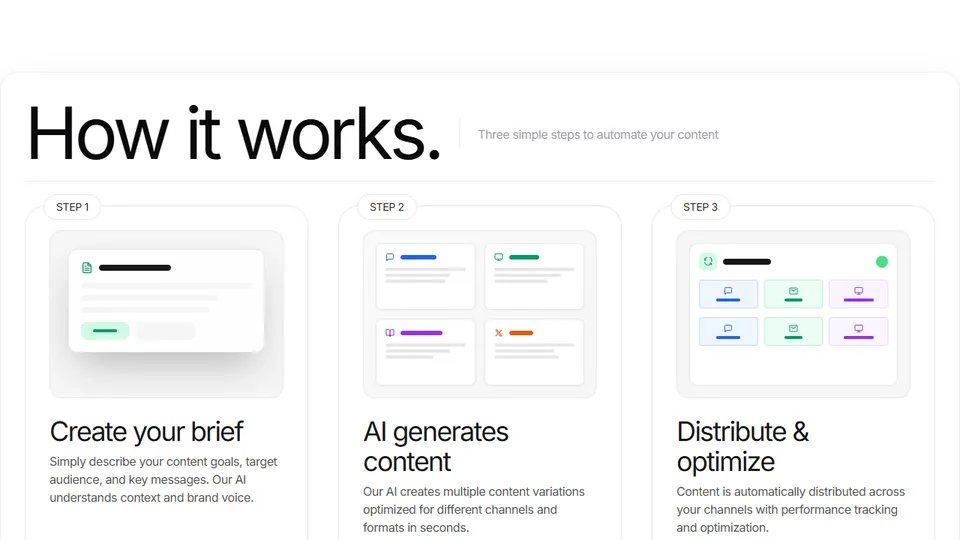 How it works.
Three simple steps to automate your content
STEP 1
Create your brief
Simply describe your content goals, target
audience, and key messages. Our AI
understands context and brand voice.
STEP 2
AI generates
content
Our AI creates multiple content variations
optimized for different channels and
formats in seconds.
STEP 3
Distribute &
optimize
Content is automatically distributed across
your channels with performance tracking
and optimization.